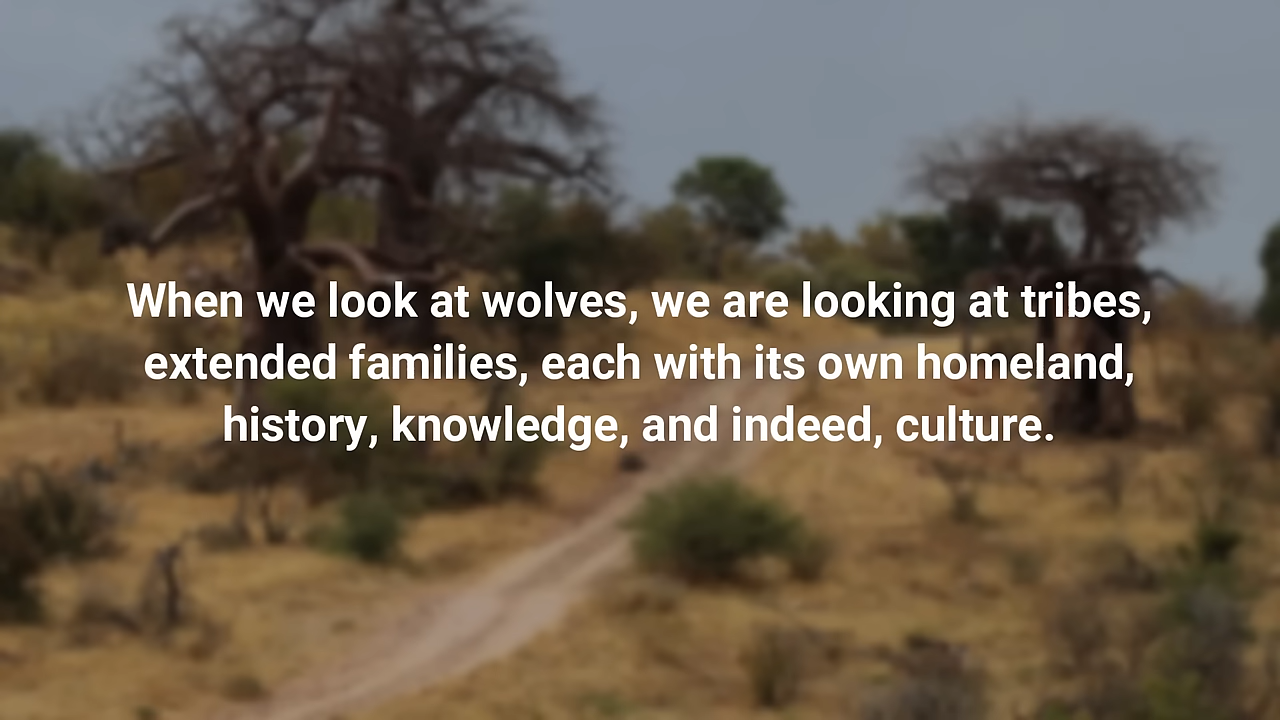 When we look at wolves, we are looking at tribes,
extended families, each with its own homeland,
history, knowledge, and indeed, culture.